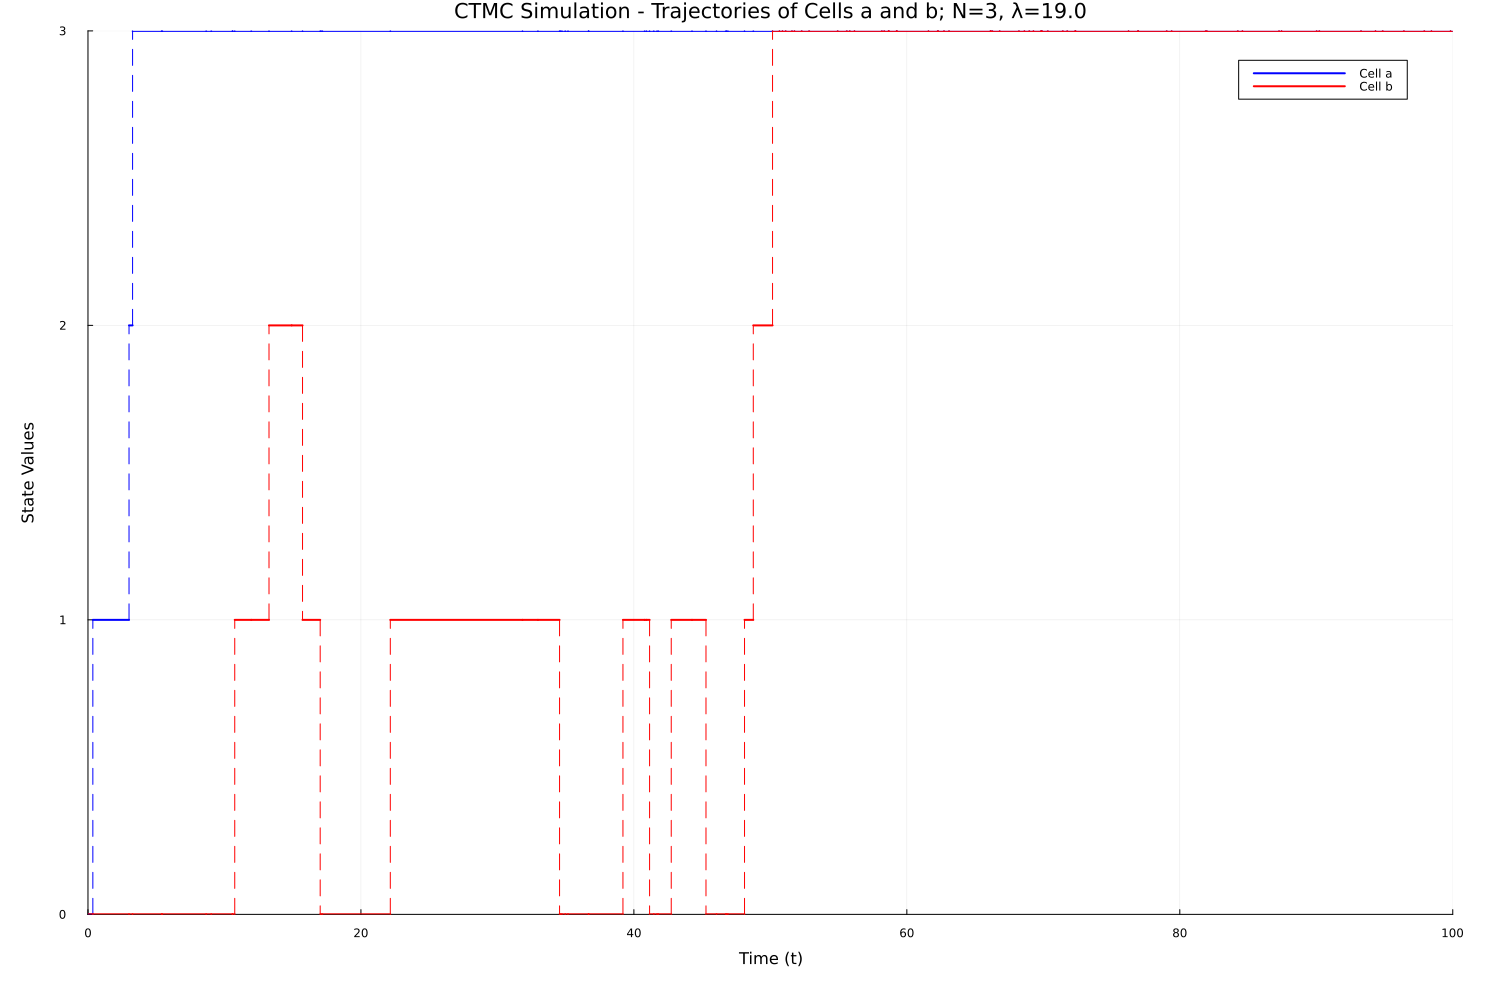 CTMC Simulation - Trajectories of Cells a and b; N=3, λ=19.0
3
Cell a
Cell b
2
State Values
1
0
0 20 40 60 80 100
Time (t)